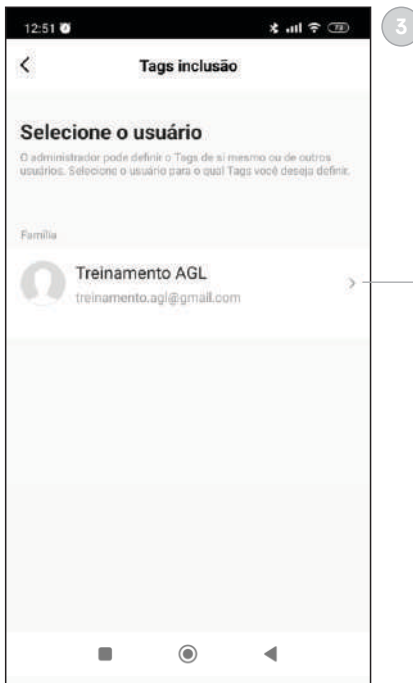 12:51
73
3
Tags inclusão
Selecione o usuário
O administrador pode definir o Tags de si mesmo ou de outros
usuários. Selecione o usuário para o qual Tags você deseja definir.
Família
Treinamento AGL
treinamento.agl@gmail.com